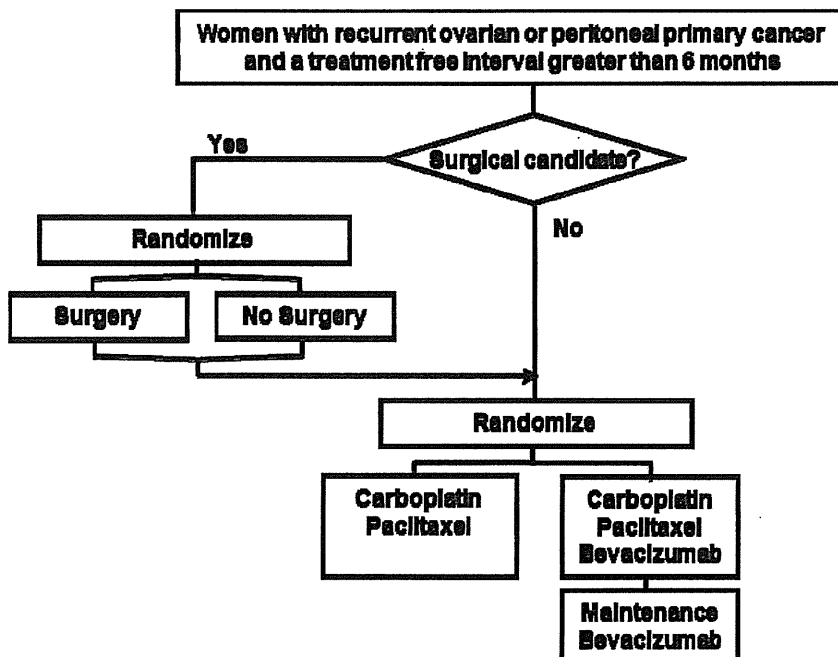 Women with recurrent ovarian or peritoneal primary cancer
and a treatment free interval greater than 6 months
Surgical candidate?
Yes
No
Randomize
Surgery
No Surgery
Randomize
Carboplatin
Paclitaxel
Carboplatin
Paclitaxel
Bevacizumab
Maintenance
Bevacizumab